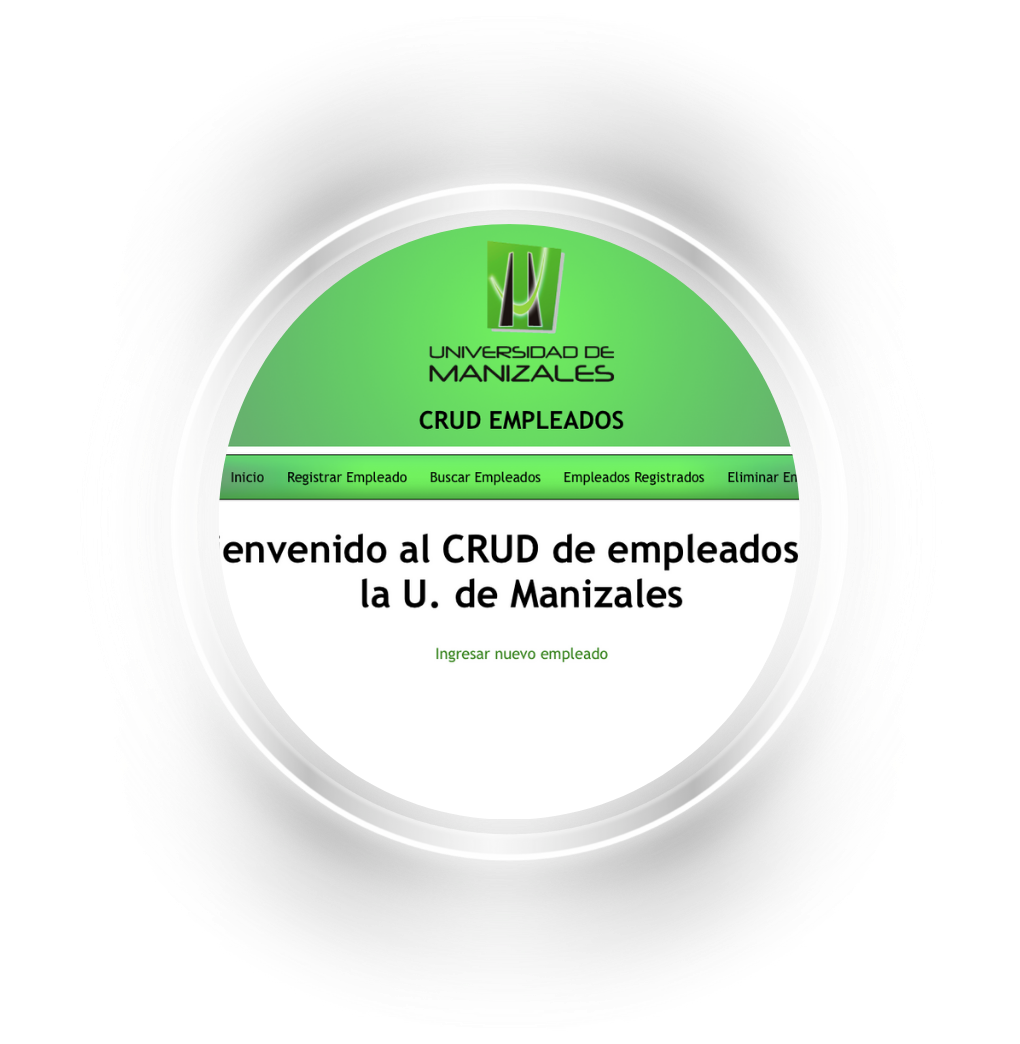 UNIVERSIDAD DE
MANIZALES
CRUD EMPLEADOS
Inicio Registrar Empleado Buscar Empleados Empleados Registrados Eliminar
al CRUD de empleados
la U. de Manizales
Ingresar nuevo empleado